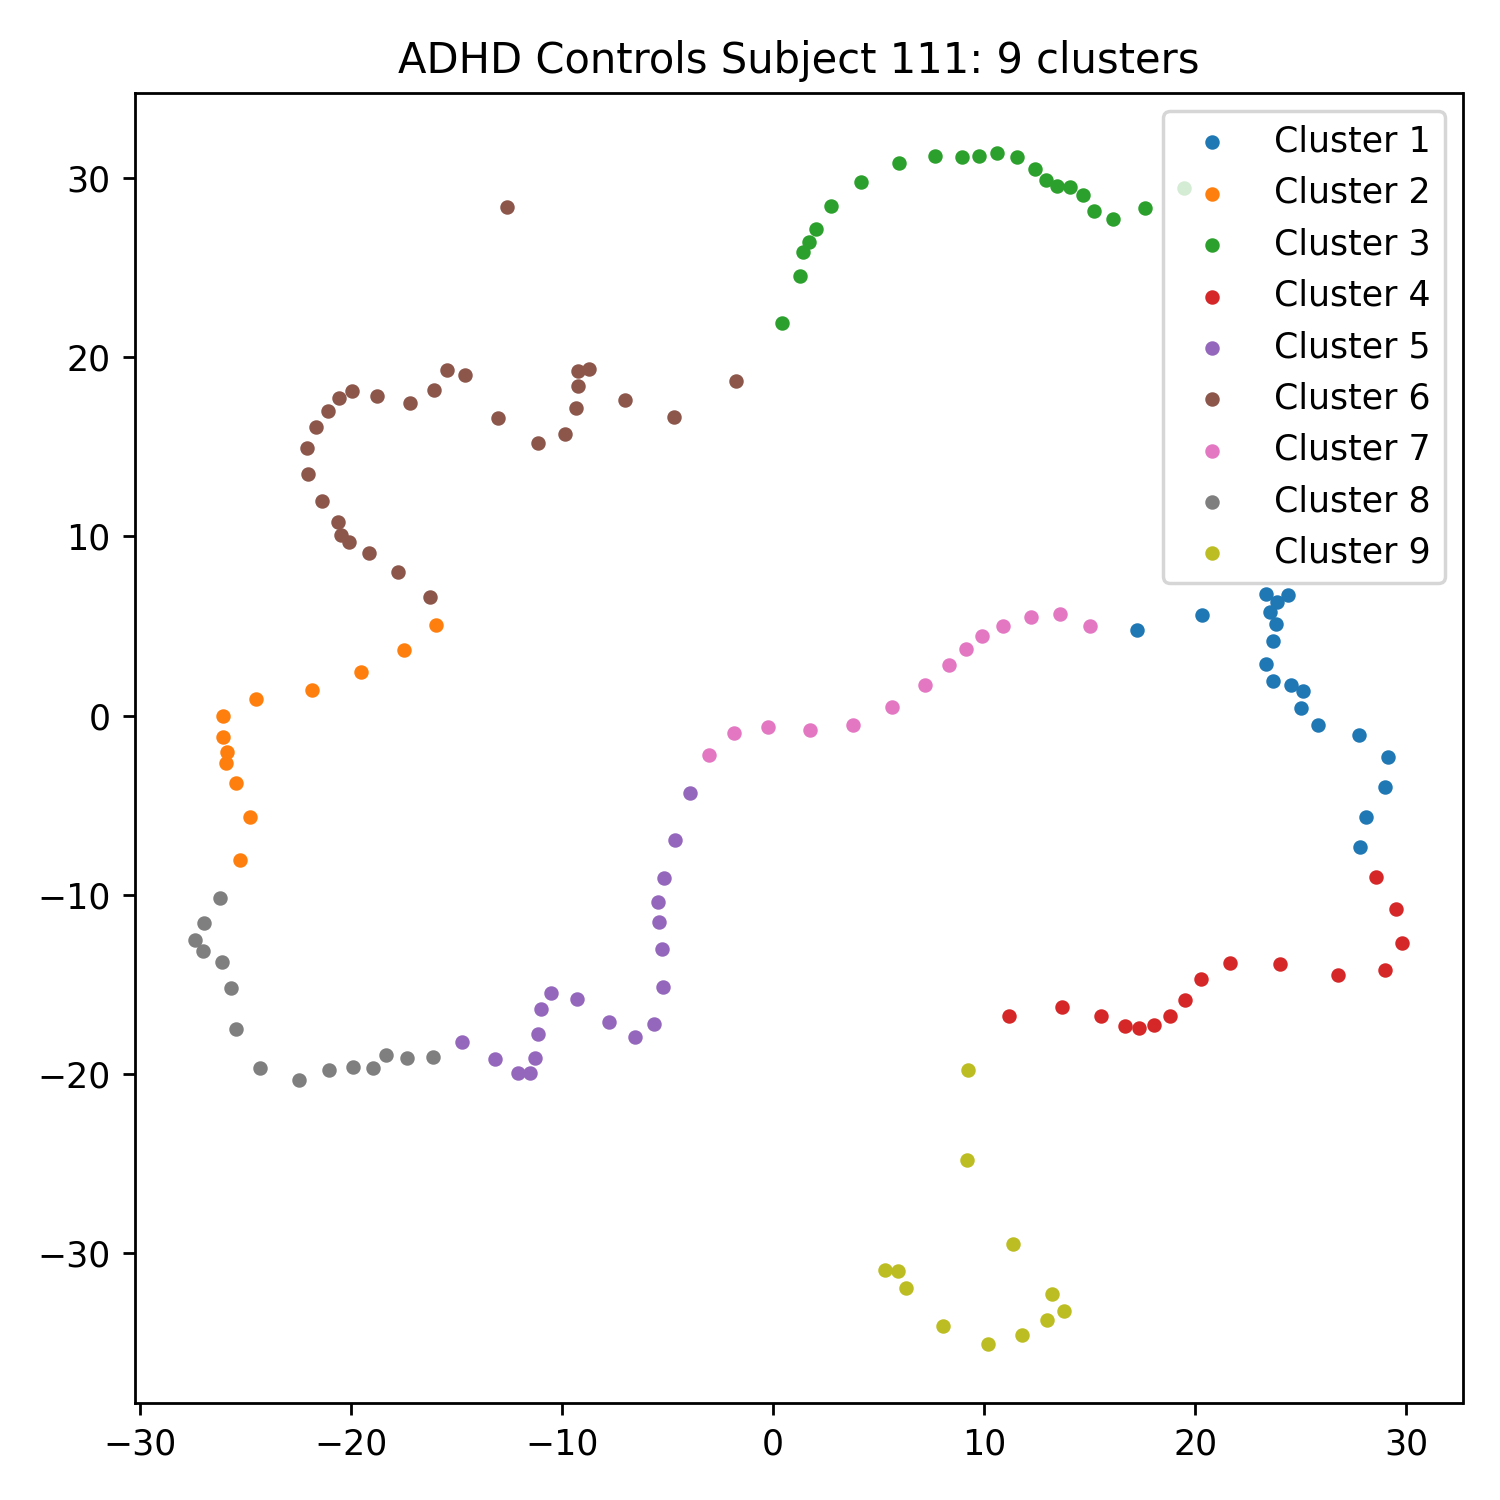 ADHD Controls Subject 111: 9 clusters
Cluster 1
Cluster 2
Cluster 3
Cluster 4
Cluster 5
Cluster 6
Cluster 7
Cluster 8
Cluster 9
30
20
10
0
−10
−20
−30
−30 −20 −10 0 10 20 30